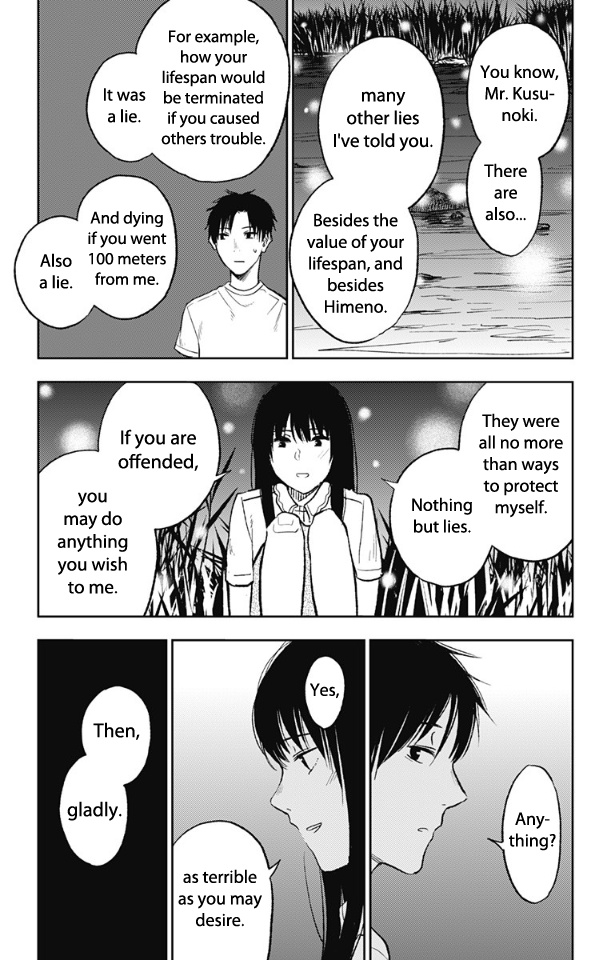 You know,
Mr. Kusu-
noki.
There
are
also...
many
other lies
I've told you.
Besides the
value of your
lifespan, and
besides
Himeno.
For example,
how your
lifespan would
be terminated
if you caused
others trouble.
It was
a lie.
And dying
if you went
100 meters
from me.
Also
a lie.
They were
all no more
than ways
to protect
myself.
Nothing
but lies.
If you are
offended,
you
may do
anything
you wish
to me.
Any-
thing?
Yes,
as terrible
as you may
desire.
Then,
gladly.